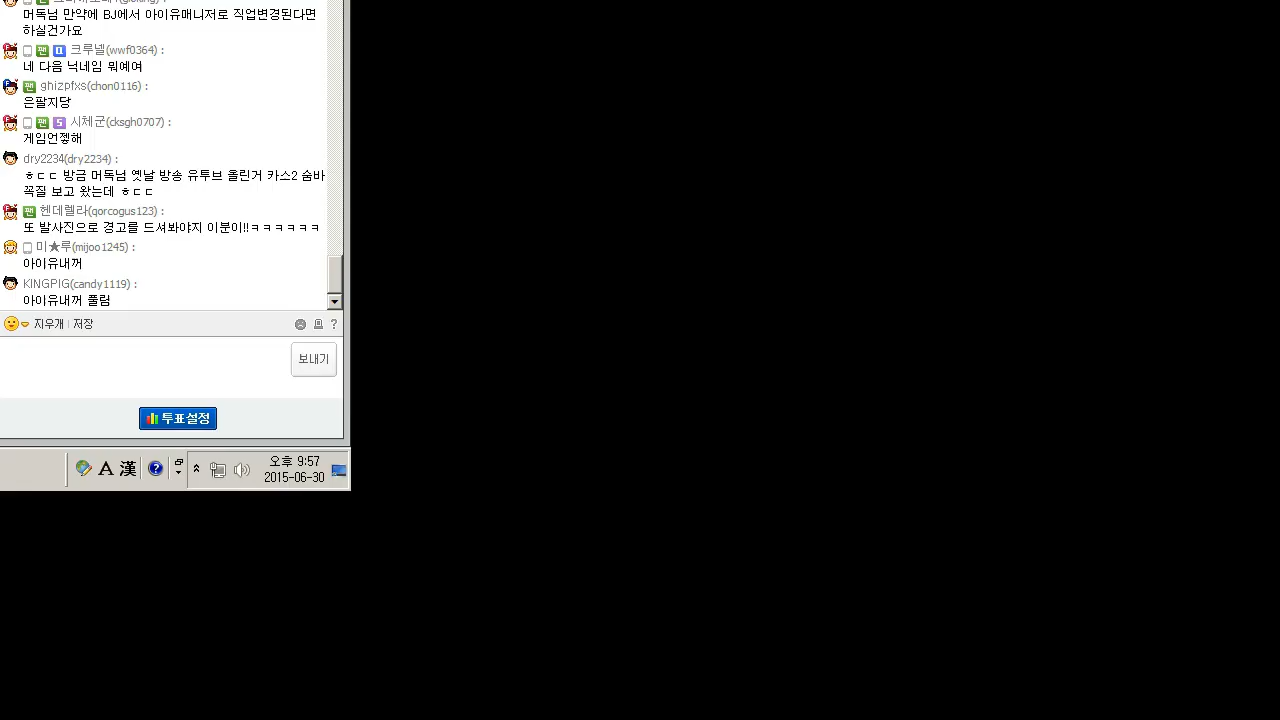 머독님 만약에 BJ에서 아이유매니저로 직업변경된다면
하실건가요
팬 크루넬(wwf0364) :
네 다음 넉네임 뭐예여
팬 ghizpfxs(chon0116) :
은팔지당
팬 S 시체군(cksgh0707) :
게임언젷해
dry2234(dry2234) :
ㅎㄷㄷ 방금 머독님 옛날 방송 유투브 올린거 카스2 숨바
꼭질 보고 왔는데 ㅎㄷㄷ
팬 헨데렐라(qorcogus123) :
또 발사진으로 경고를 드셔봐야지 이분이!!ㅋㅋㅋㅋㅋㅋ
미★루(mijoo1245) :
아이유내꺼
KINGPIG(candy1119) :
아이유내꺼 풀림
지우개 | 저장 ?
보내기
투표설정
A 漢 ? 오후 9:57
2015-06-30